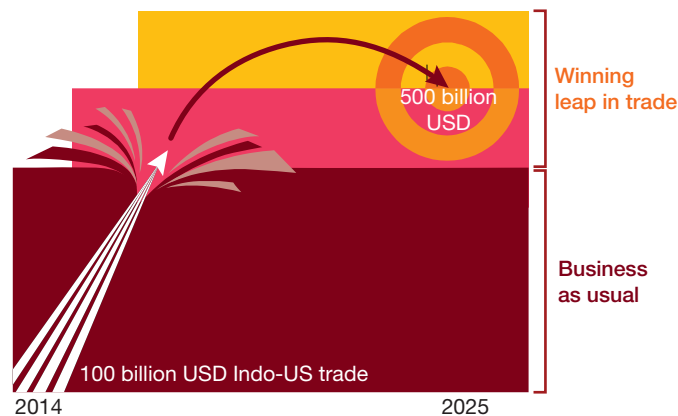 500 billion
USD
Winning
leap in trade
Business
as usual
100 billion USD Indo-US trade
2014
2025